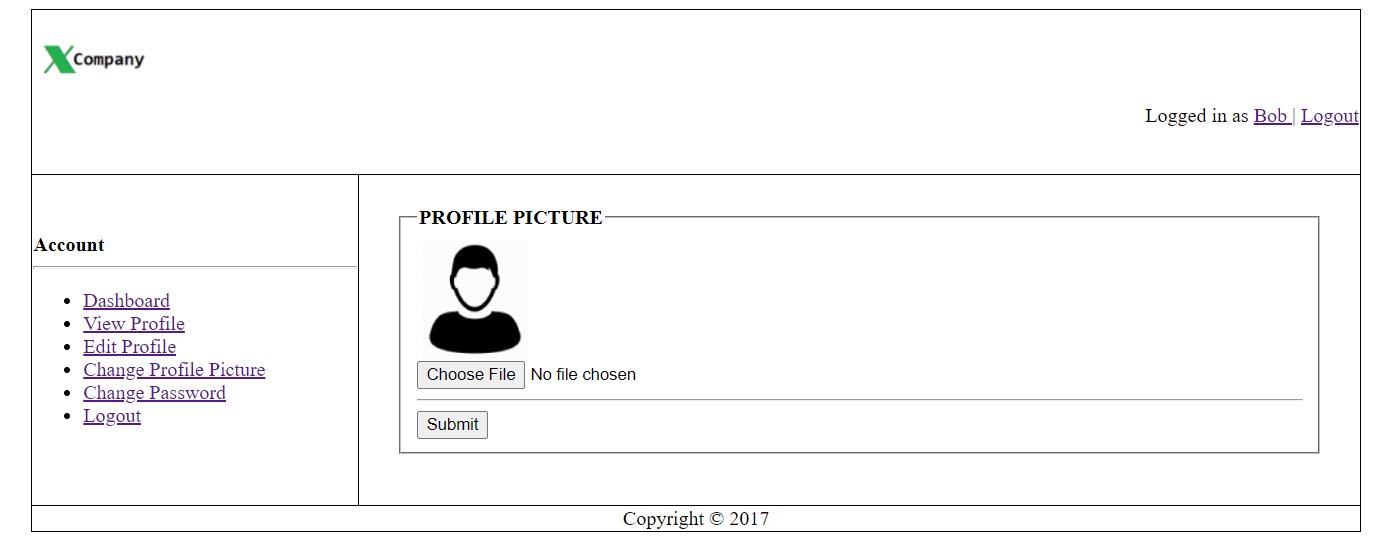 XCompany
Logged in as Bob | Logout
Account
Dashboard
View Profile
Edit Profile
Change Profile Picture
Change Password
Logout
PROFILE PICTURE
Choose File No file chosen
Submit
Copyright © 2017